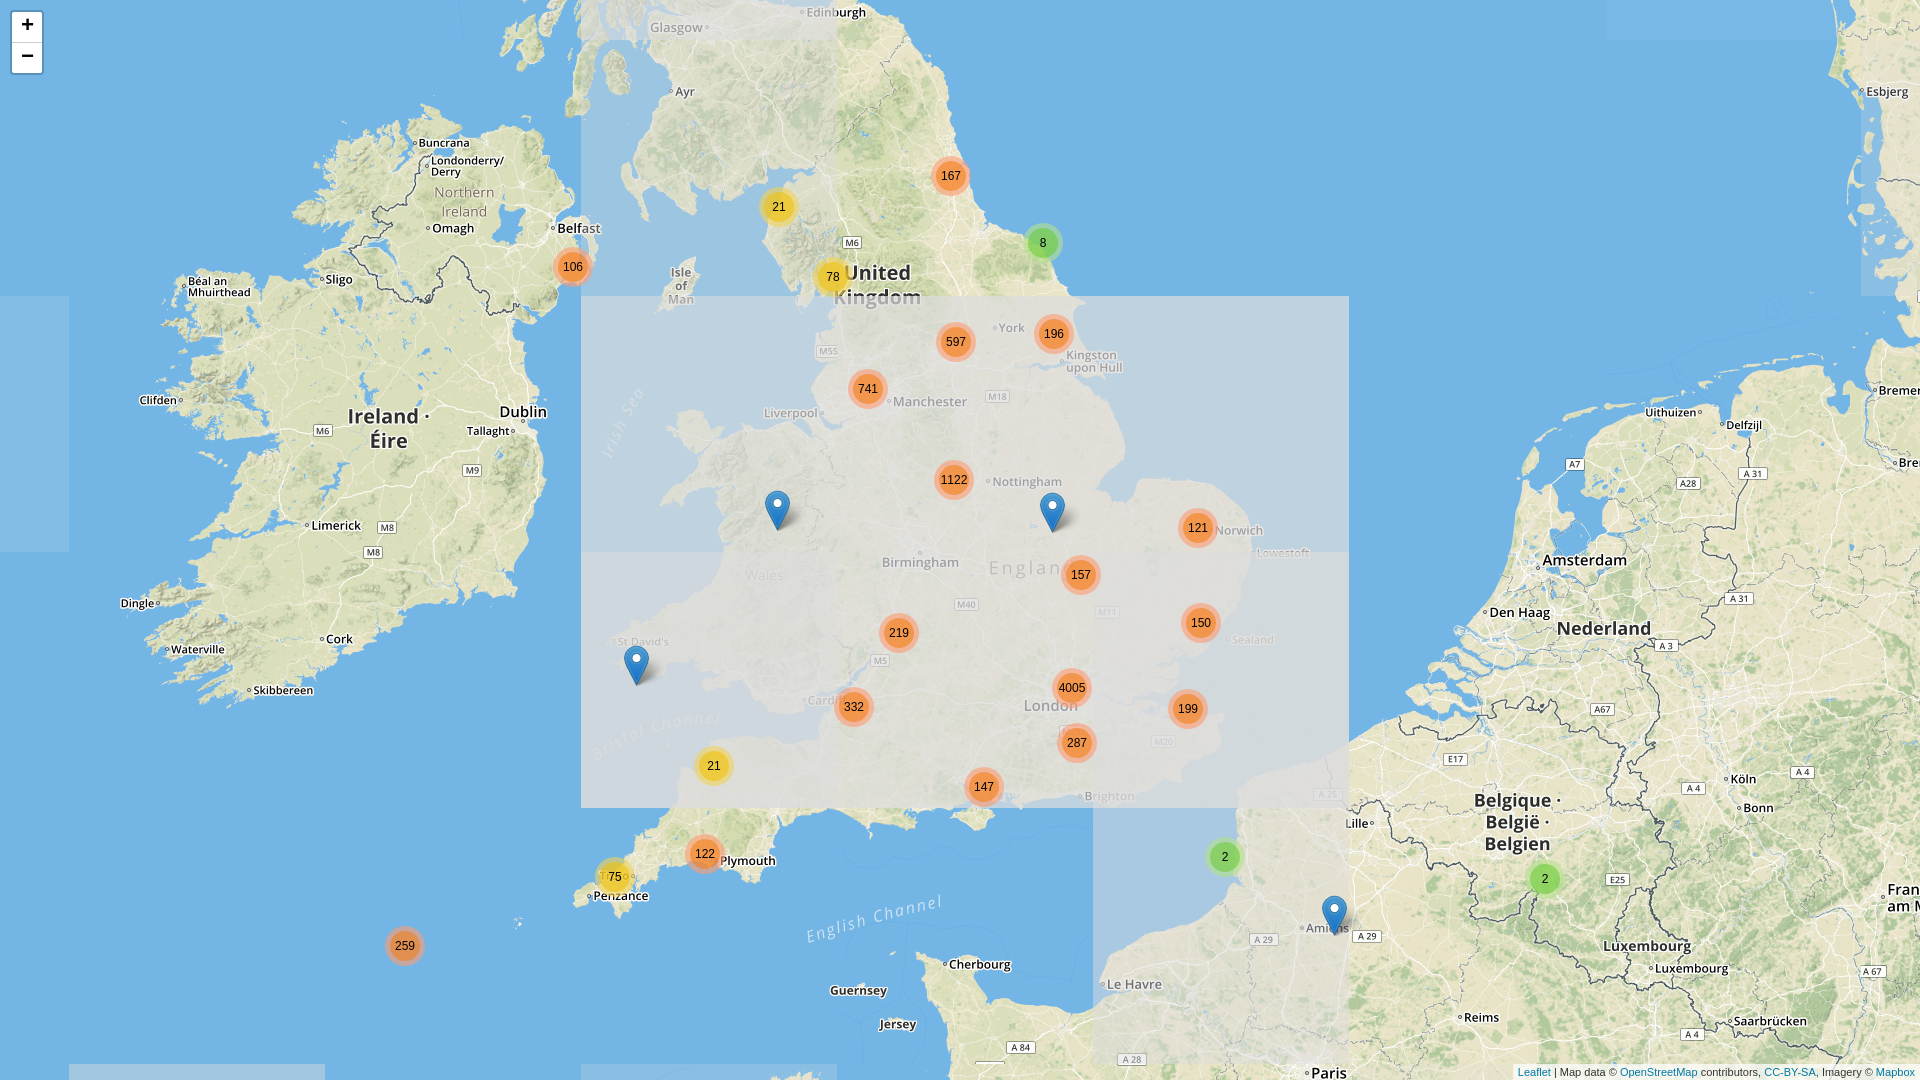 +
−
Glasgow
Edinburgh
Ayr
Esbjerg
Buncrana
Londonderry/
Derry
167
Northern
Ireland
21
Omagh
Belfast
M6
8
106
Isle
of
Man
78
United
Kingdom
Sligo
Béal an
Mhuirthead
York
196
597
M55
Kingston
upon Hull
741
Irish Sea
M18
Manchester
Clifden
Liverpool
Dublin
Ireland ·
Éire
M6
Tallaght
Uithuizen
Delfzijl
Bremer
A7
M9
A 31
Bre
1122
Nottingham
A28
Limerick
M8
121
Norwich
M8
Lowestoft
Birmingham
England
157
Wales
Amsterdam
Dingle
M40
M11
A 31
Den Haag
150
Nederland
219
Cork
St David's
Sealand
A 3
Waterville
M5
Skibbereen
4005
Cardiff
332
London
199
A67
Bristol Channel
287
M20
E17
21
Köln
A 4
147
A 4
Brighton
A 25
Belgique ·
België ·
Belgien
Bonn
Lille
122
Plymouth
2
75
2
E25
Penzance
Fran
am M
English Channel
Amiens
A 29
A 29
259
Luxembourg
Cherbourg
Luxembourg
A 67
Le Havre
Guernsey
Reims
Jersey
Saarbrücken
A 84
A 28
A 4
Paris
Leaflet | Map data © OpenStreetMap contributors, CC-BY-SA, Imagery © Mapbox